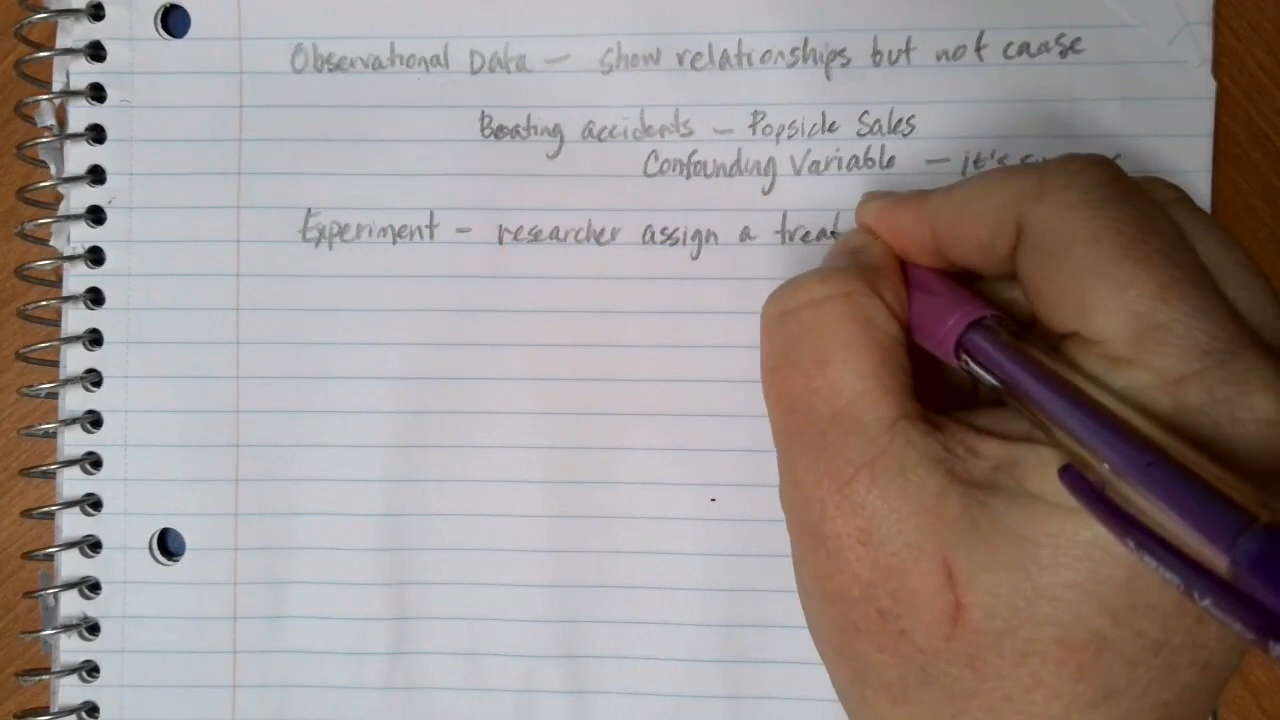 Observational Data – show relationships but not cause
Boating accidents – Popsicle Sales
Confounding Variable – it's
Experiment – researcher assign a treat